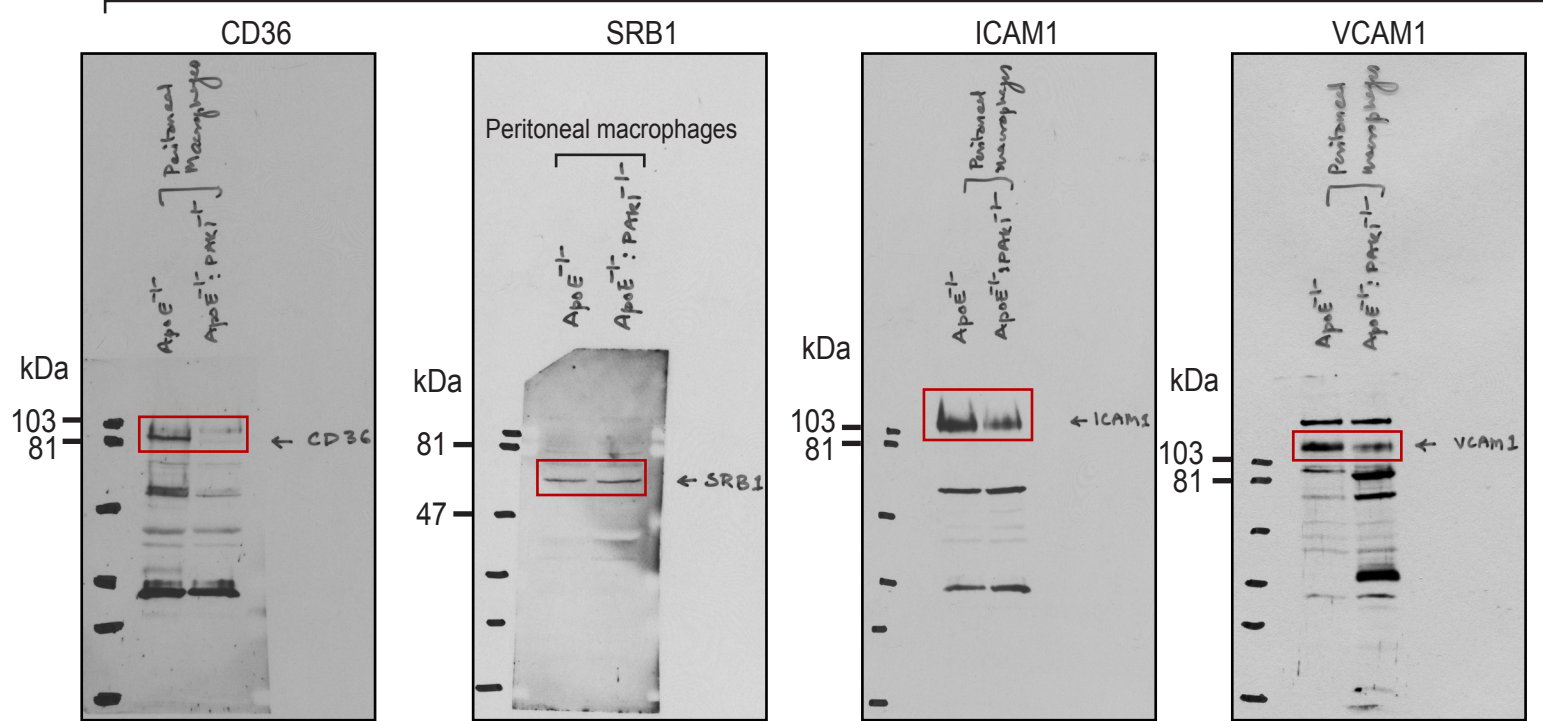 CD36
SRB1
ICAM1
VCAM1
Peritoneal
Macrophages
ApoE-/-
ApoE-/-: PAK1-/-
kDa
103
81
← CD36
Peritoneal macrophages
ApoE-/-
ApoE-/-: PAK1-/-
kDa
81
47
← SRB1
Peritoneal
macrophages
ApoE-/-
ApoE-/-: PAK1-/-
kDa
103
81
← ICAM1
Peritoneal
macrophages
ApoE-/-
ApoE-/-: PAK1-/-
kDa
103
81
← VCAM1